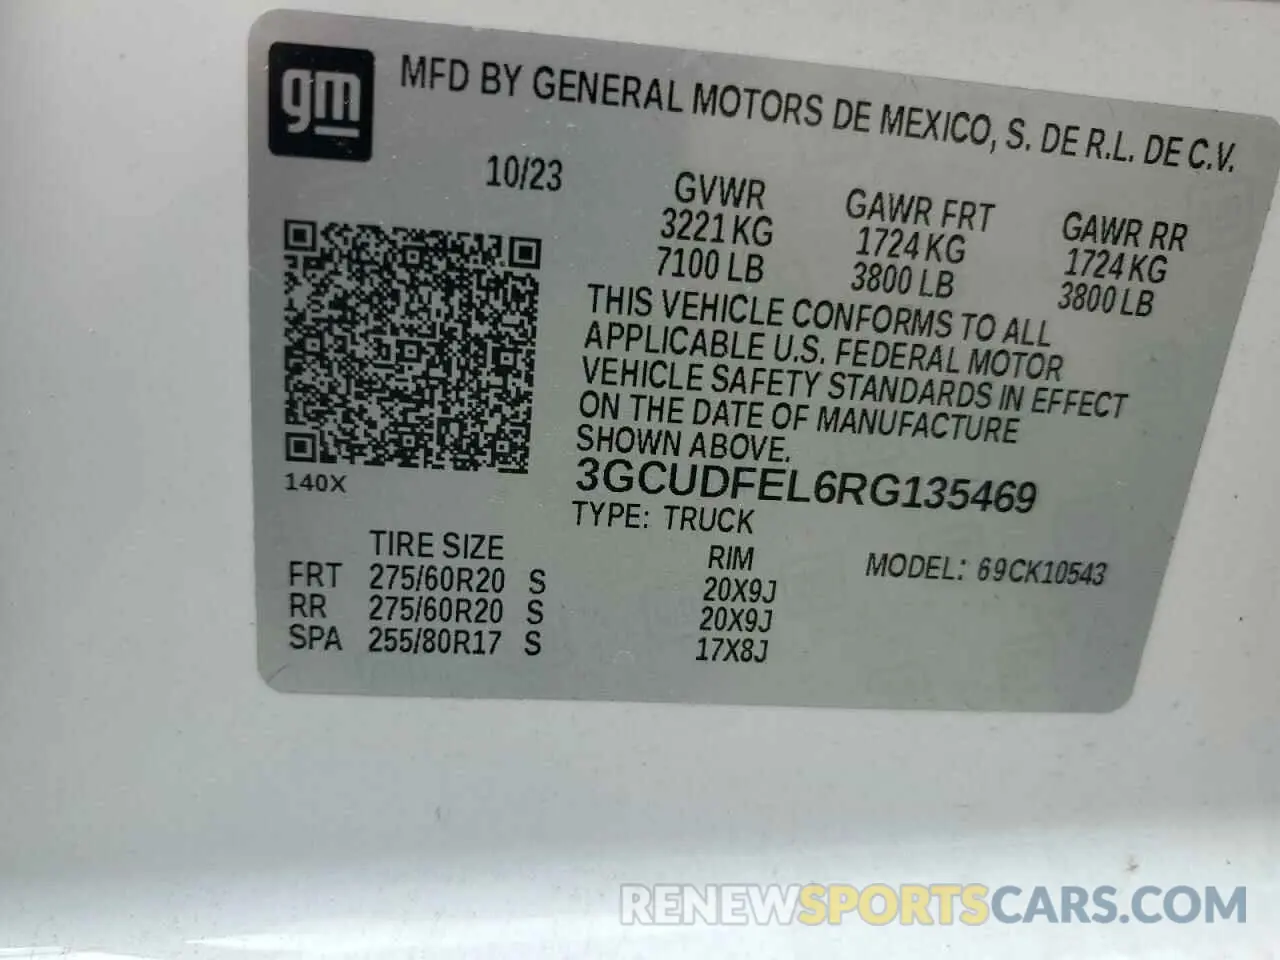 gm
MFD BY GENERAL MOTORS DE MEXICO, S. DE R.L. DE C.V.
10/23
GVWR GAWR FRT GAWR RR
3221 KG 1724 KG 1724 KG
7100 LB 3800 LB 3800 LB
THIS VEHICLE CONFORMS TO ALL
APPLICABLE U.S. FEDERAL MOTOR
VEHICLE SAFETY STANDARDS IN EFFECT
ON THE DATE OF MANUFACTURE
SHOWN ABOVE.
140X
3GCUDFEL6RG135469
TYPE: TRUCK
TIRE SIZE RIM MODEL: 69CK10543
FRT 275/60R20 S 20X9J
RR 275/60R20 S 20X9J
SPA 255/80R17 S 17X8J
RENEWSPORTSCARS.COM